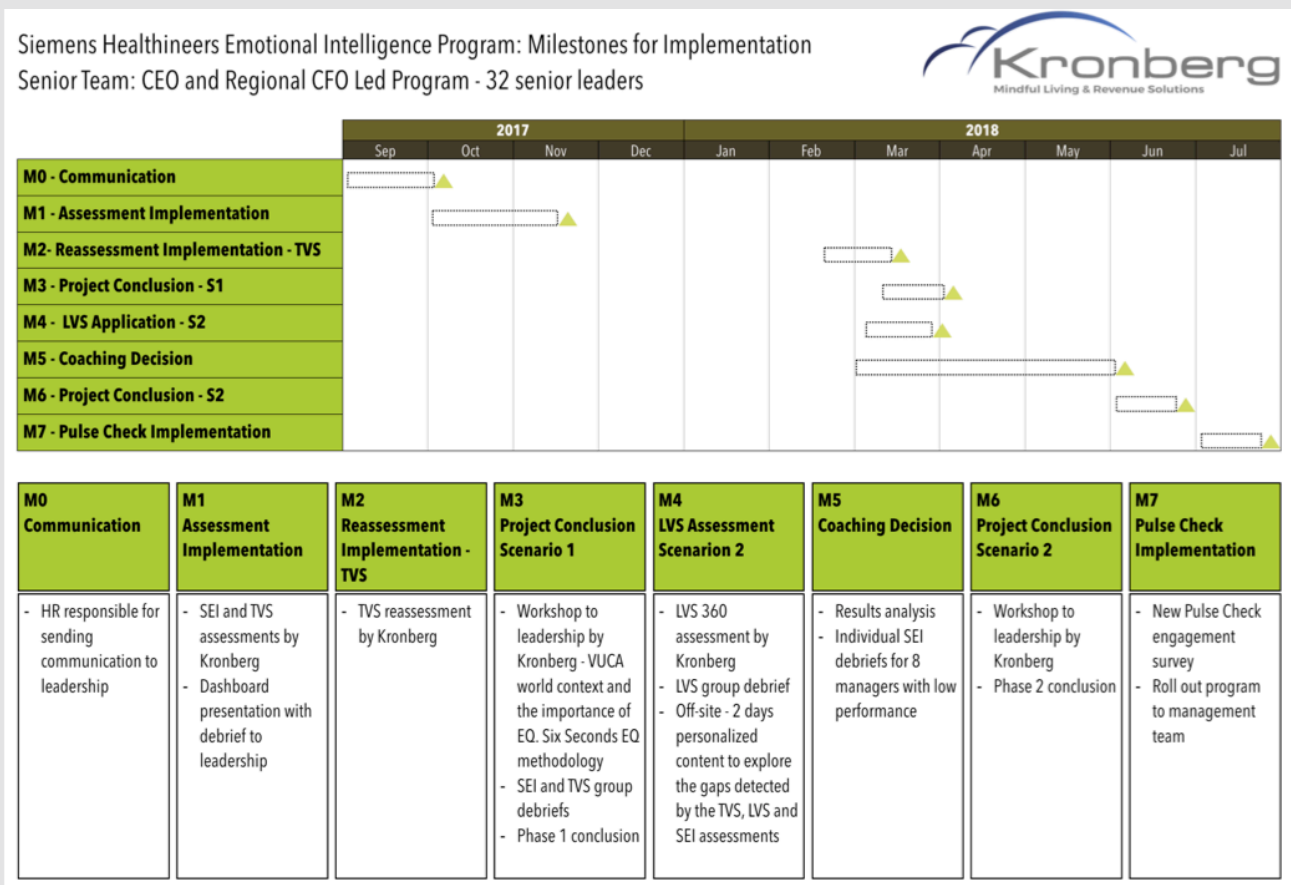 Siemens Healthineers Emotional Intelligence Program: Milestones for Implementation
Senior Team: CEO and Regional CFO Led Program - 32 senior leaders
Kronberg
Mindful Living & Revenue Solutions
2017 2018
Sep Oct Nov Dec Jan Feb Mar Apr May Jun Jul
M0 - Communication
M1 - Assessment Implementation
M2- Reassessment Implementation - TVS
M3 - Project Conclusion - S1
M4 - LVS Application - S2
M5 - Coaching Decision
M6 - Project Conclusion - S2
M7 - Pulse Check Implementation
M0
Communication
- HR responsible for
sending
communication to
leadership
M1
Assessment
Implementation
- SEI and TVS
assessments by
Kronberg
- Dashboard
presentation with
debrief to
leadership
M2
Reassessment
Implementation -
TVS
- TVS reassessment
by Kronberg
M3
Project Conclusion
Scenario 1
- Workshop to
leadership by
Kronberg - VUCA
world context and
the importance of
EQ. Six Seconds EQ
methodology
- SEI and TVS group
debriefs
- Phase 1 conclusion
M4
LVS Assessment
Scenarion 2
- LVS 360
assessment by
Kronberg
- LVS group debrief
- Off-site - 2 days
personalized
content to explore
the gaps detected
by the TVS, LVS and
SEI assessments
M5
Coaching Decision
- Results analysis
- Individual SEI
debriefs for 8
managers with low
performance
M6
Project Conclusion
Scenario 2
- Workshop to
leadership by
Kronberg
- Phase 2 conclusion
M7
Pulse Check
Implementation
- New Pulse Check
engagement
survey
- Roll out program
to management
team